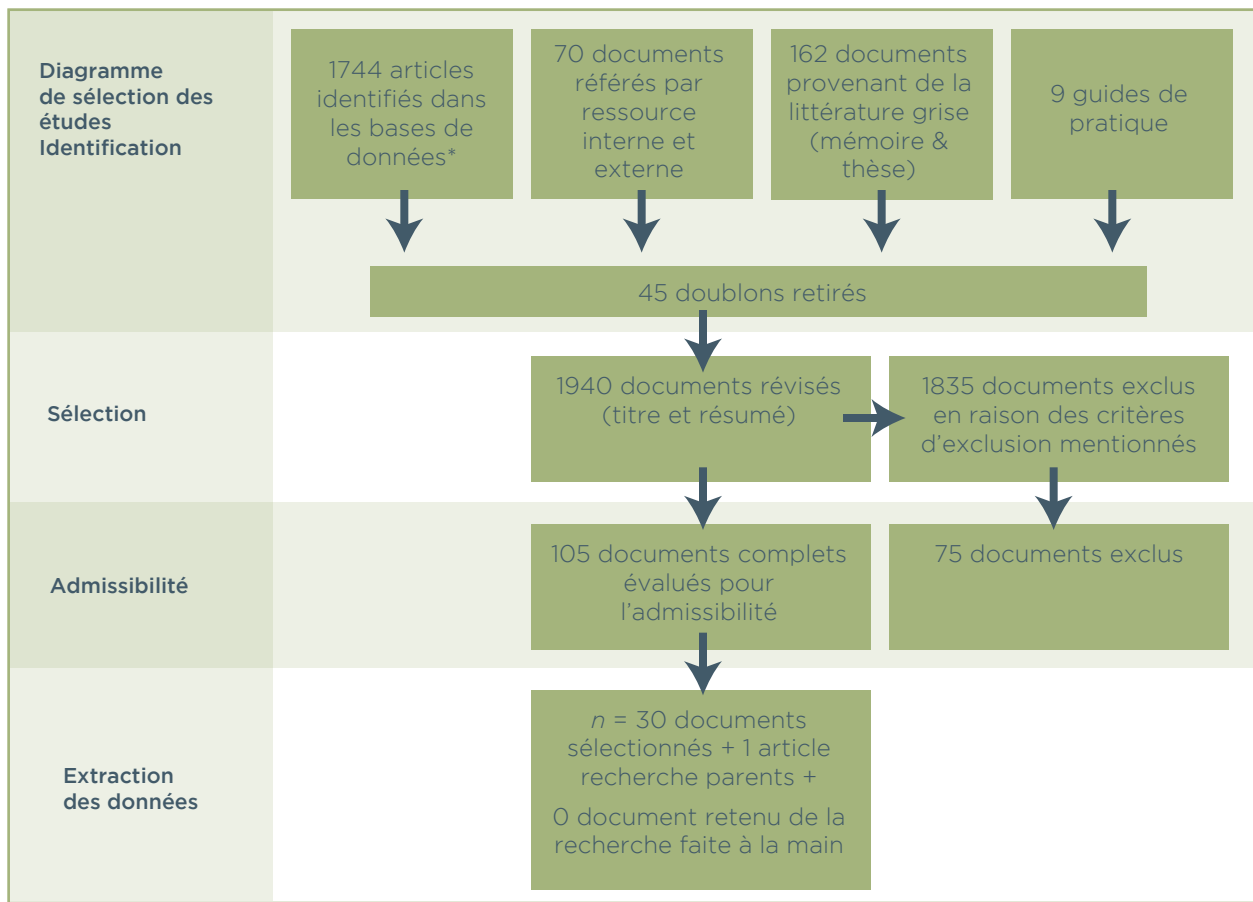 Diagramme
de sélection des
études
Identification
1744 articles
identifiés dans
les bases de
données*
70 documents
référés par
ressource
interne et
externe
162 documents
provenant de la
littérature grise
(mémoire &
thèse)
9 guides de
pratique
45 doublons retirés
Sélection
1940 documents révisés
(titre et résumé)
1835 documents exclus
en raison des critères
d'exclusion mentionnés
Admissibilité
105 documents complets
évalués pour
l'admissibilité
75 documents exclus
Extraction
des données
n = 30 documents
sélectionnés + 1 article
recherche parents +
0 document retenu de la
recherche faite à la main